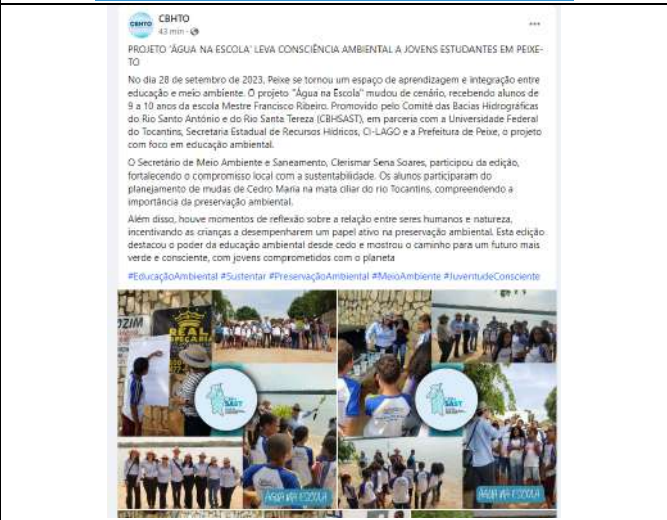 CBHTO
43 min ·
PROJETO 'ÁGUA NA ESCOLA' LEVA CONSCIÊNCIA AMBIENTAL A JOVENS ESTUDANTES EM PEIXE-
TO
No dia 28 de setembro de 2023, Peixe se tornou um espaço de aprendizagem e integração entre
educação e meio ambiente. O projeto "Água na Escola" mudou de cenário, recebendo alunos de
9 a 10 anos da escola Mestre Francisco Ribeiro. Promovido pelo Comitê das Bacias Hidrográficas
do Rio Santo Antônio e do Rio Santa Tereza (CBHSAST), em parceria com a Universidade Federal
do Tocantins, Secretaria Estadual de Recursos Hídricos, CI-LAGO e a Prefeitura de Peixe, o projeto
com foco em educação ambiental.
O Secretário de Meio Ambiente e Saneamento, Clerismar Sena Soares, participou da edição,
fortalecendo o compromisso local com a sustentabilidade. Os alunos participaram do
planejamento de mudas de Cedro Maria na mata ciliar do rio Tocantins, compreendendo a
importância da preservação ambiental.
Além disso, houve momentos de reflexão sobre a relação entre seres humanos e natureza,
incentivando as crianças a desempenharem um papel ativo na preservação ambiental. Esta edição
destacou o poder da educação ambiental desde cedo e mostrou o caminho para um futuro mais
verde e consciente, com jovens comprometidos com o planeta
#EducaçãoAmbiental #Sustentar #PreservaçãoAmbiental #MeioAmbiente #JuventudeConsciente
CBHTO
OZIM
REAL
SAST
SAST
ÁGUA NA ESCOLA
ÁGUA NA ESCOLA